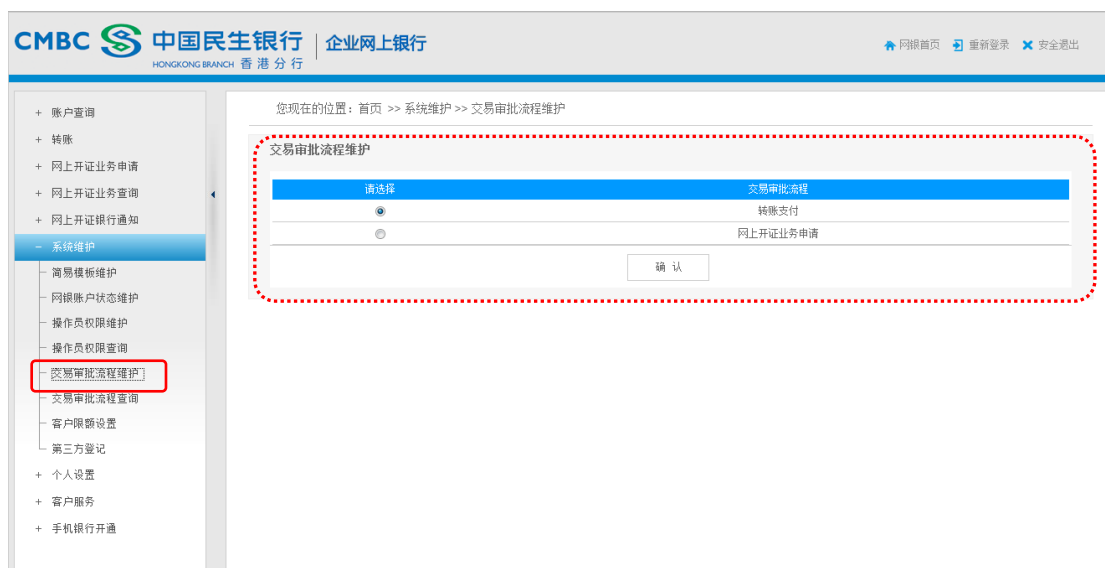 CMBC 中国民生银行 企业网上银行
HONGKONG BRANCH 香港分行
网银首页 重新登录 安全退出
您现在的位置：首页 >> 系统维护 >> 交易审批流程维护
+ 账户查询
+ 转账
+ 网上开证业务申请
+ 网上开证业务查询
+ 网上开证银行通知
- 系统维护
简易模板维护
网银账户状态维护
操作员权限维护
操作员权限查询
交易审批流程维护
交易审批流程查询
客户限额设置
第三方登记
+ 个人设置
+ 客户服务
+ 手机银行开通
交易审批流程维护
请选择 交易审批流程
转账支付
网上开证业务申请
确 认